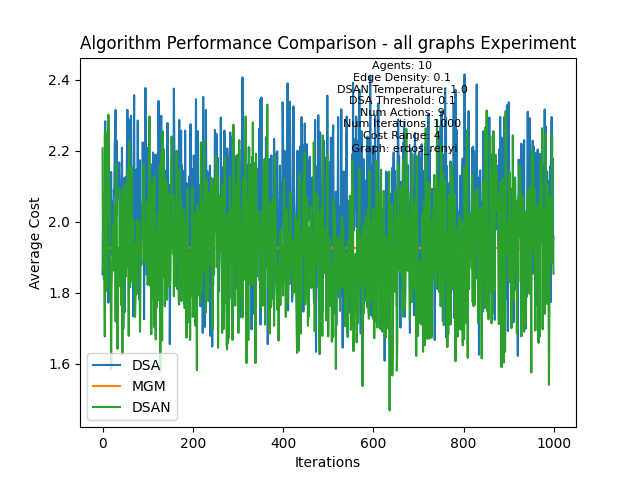 Algorithm Performance Comparison - all graphs Experiment
Agents: 10
Edge Density: 0.1
DSAN Temperature: 1.0
DSA Threshold: 0.1
Num Actions: 9
Num Iterations: 1000
Cost Range: 4
Graph: erdos_renyi
2.4
2.2
2.0
1.8
1.6
Average Cost
DSA
MGM
DSAN
0
200
400
600
800
1000
Iterations